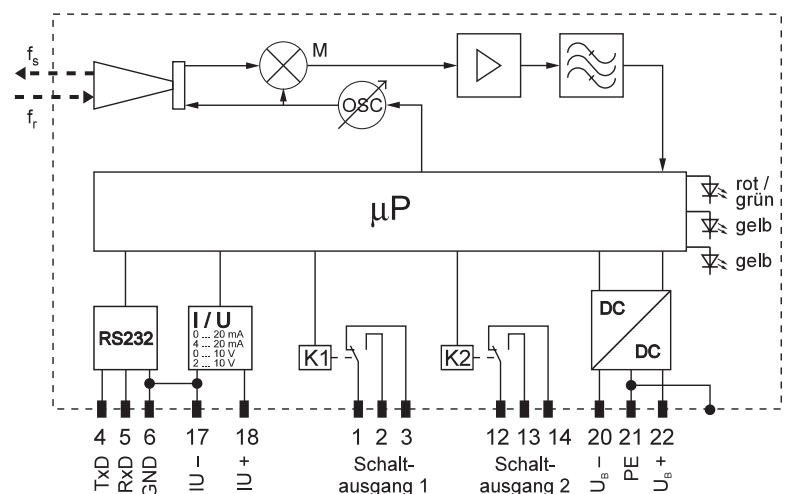 fs
fr
M
OSC
µP
rot /
grün
gelb
gelb
RS232
I / U
0 ... 20 mA
4 ... 20 mA
0 ... 10 V
2 ... 10 V
K1
K2
DC
DC
4 5 6 17 18 1 2 3 12 13 14 20 21 22
TxD
RxD
GND
IU –
IU +
Schalt-
ausgang 1
Schalt-
ausgang 2
UB –
PE
UB +